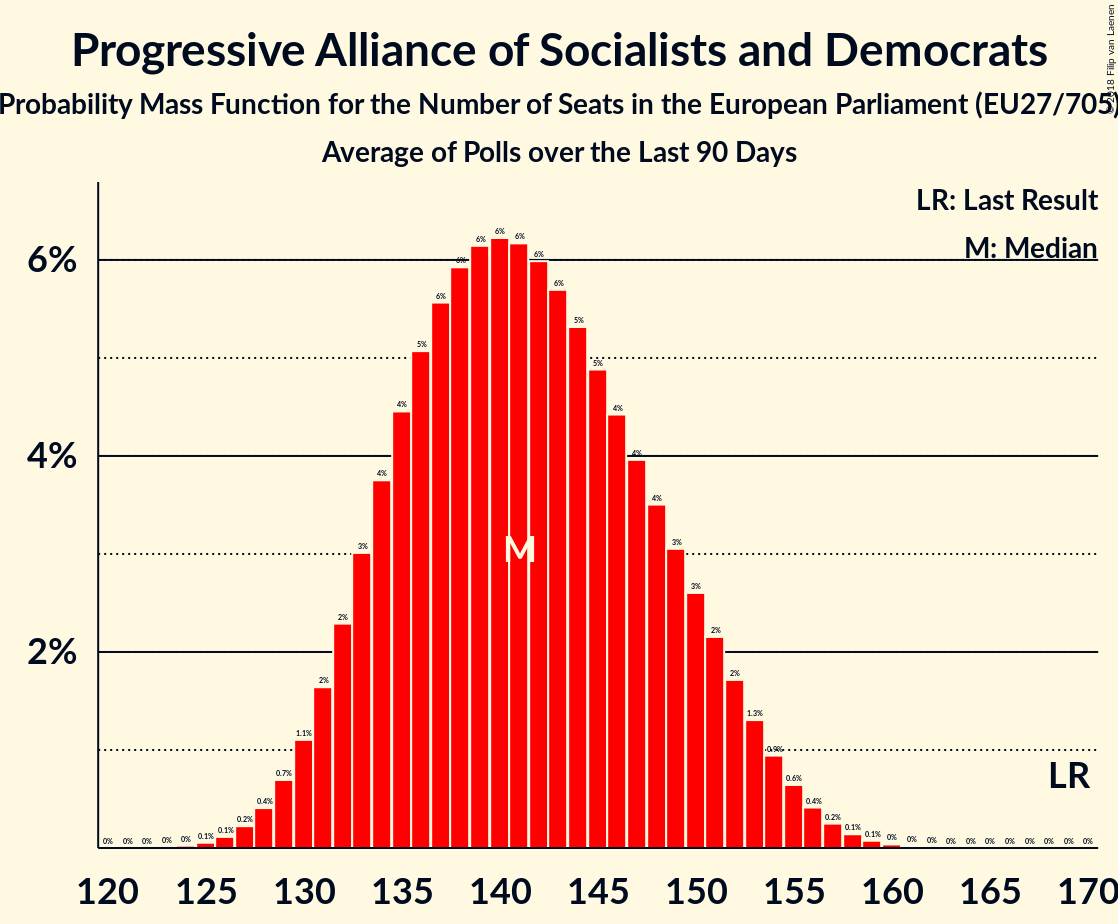 Progressive Alliance of Socialists and Democrats
Probability Mass Function for the Number of Seats in the European Parliament (EU27/705)
Average of Polls over the Last 90 Days
© 2018 Filip van Laenen
LR: Last Result
M: Median
6%
4%
2%
0% 0% 0% 0% 0% 0.1% 0.1% 0.2% 0.4% 0.7% 1.1% 2% 2% 3% 4% 4% 5% 6% 6% 6% 6% 6% 6% 6% 5% 5% 4% 4% 4% 3% 3% 2% 2% 1.3% 0.9% 0.6% 0.4% 0.2% 0.1% 0.1% 0% 0% 0% 0% 0% 0% 0% 0% 0% 0% 0%
M
LR
120 125 130 135 140 145 150 155 160 165 170